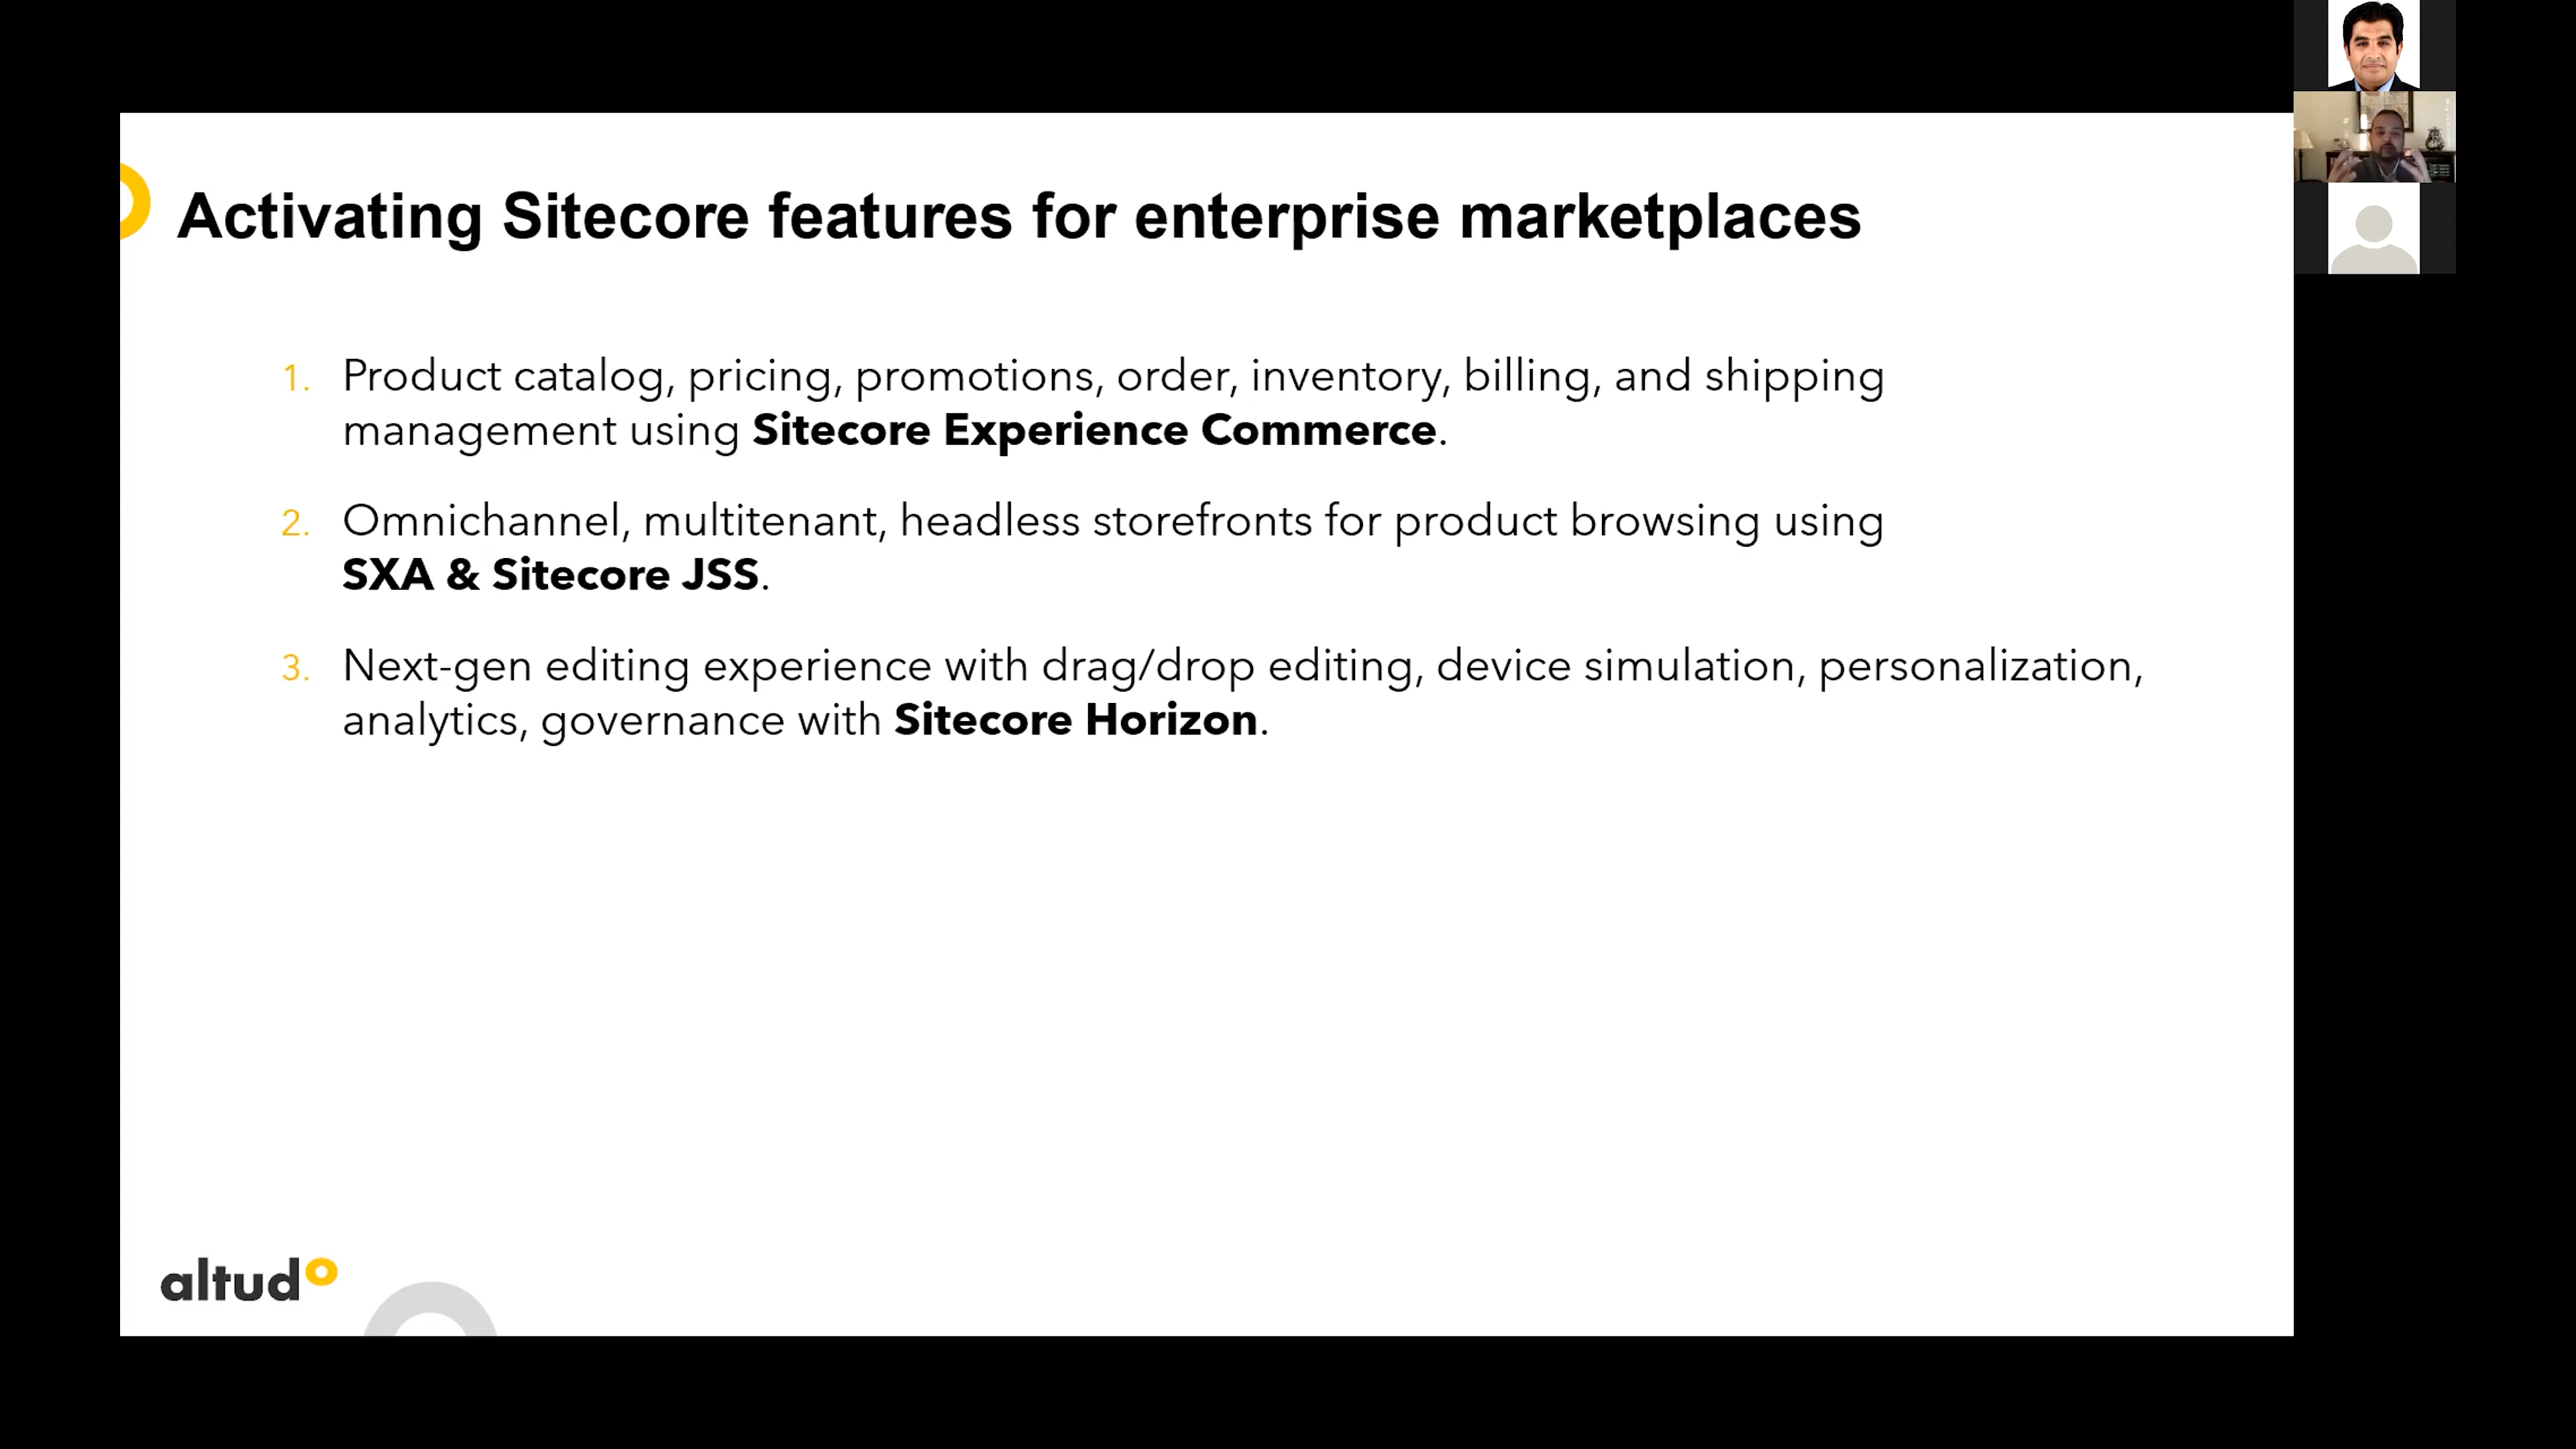 Activating Sitecore features for enterprise marketplaces
1. Product catalog, pricing, promotions, order, inventory, billing, and shipping
management using Sitecore Experience Commerce.
2. Omnichannel, multitenant, headless storefronts for product browsing using
SXA & Sitecore JSS.
3. Next-gen editing experience with drag/drop editing, device simulation, personalization,
analytics, governance with Sitecore Horizon.
altudo